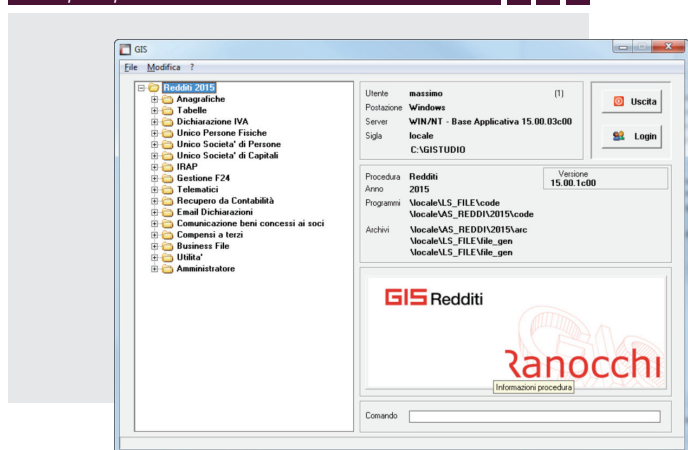 GIS
File Modifica ?
Redditi 2015
Anagrafiche
Tabelle
Dichiarazione IVA
Unico Persone Fisiche
Unico Societa' di Persone
Unico Societa' di Capitali
IRAP
Gestione F24
Telematici
Recupero da Contabilità
Email Dichiarazioni
Comunicazione beni concessi ai soci
Compensi a terzi
Business File
Utilita'
Amministratore
Utente massimo (1)
Postazione Windows
Server WIN/NT - Base Applicativa 15.00.03c00
Sigla locale
C:\GISTUDIO
Uscita
Login
Procedura Redditi
Anno 2015
Versione
15.00.1c00
Programmi \locale\LS_FILE\code
\locale\AS_REDDI\2015\code
Archivi \locale\AS_REDDI\2015\arc
\locale\LS_FILE\file_gen
\locale\LS_FILE\file_gen
GIS Redditi
Ranocchi
Informazioni procedura
Comando